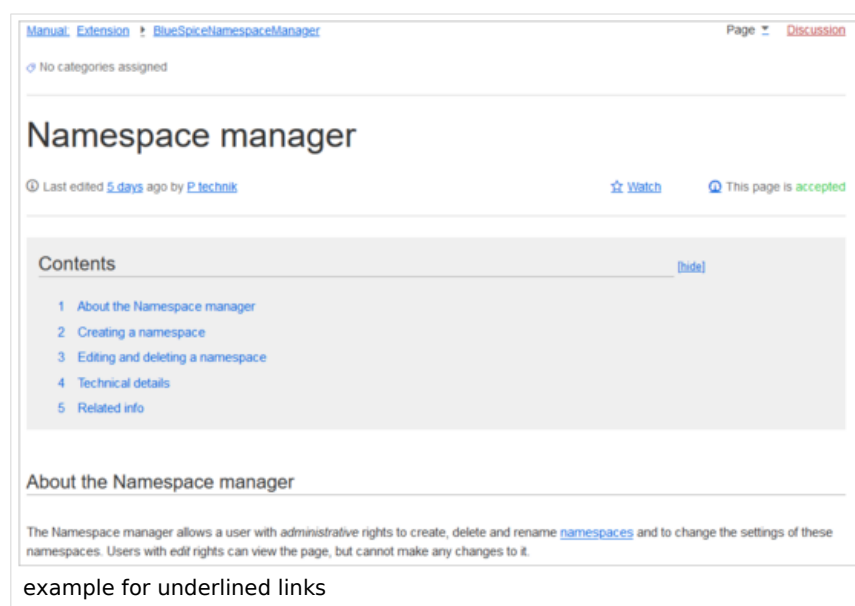 Manual: Extension BlueSpiceNamespaceManager Page Discussion
No categories assigned
Namespace manager
Last edited 5 days ago by P technik Watch This page is accepted
Contents [hide]
1 About the Namespace manager
2 Creating a namespace
3 Editing and deleting a namespace
4 Technical details
5 Related info
About the Namespace manager
The Namespace manager allows a user with administrative rights to create, delete and rename namespaces and to change the settings of these
namespaces. Users with edit rights can view the page, but cannot make any changes to it.
example for underlined links